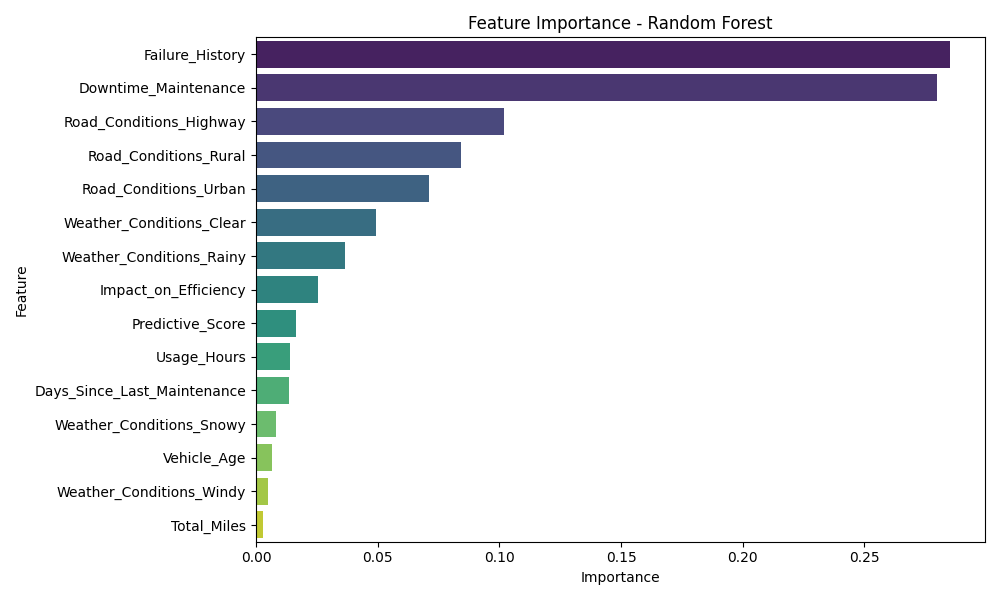 Feature Importance - Random Forest
Feature
Failure_History
Downtime_Maintenance
Road_Conditions_Highway
Road_Conditions_Rural
Road_Conditions_Urban
Weather_Conditions_Clear
Weather_Conditions_Rainy
Impact_on_Efficiency
Predictive_Score
Usage_Hours
Days_Since_Last_Maintenance
Weather_Conditions_Snowy
Vehicle_Age
Weather_Conditions_Windy
Total_Miles
0.00 0.05 0.10 0.15 0.20 0.25
Importance